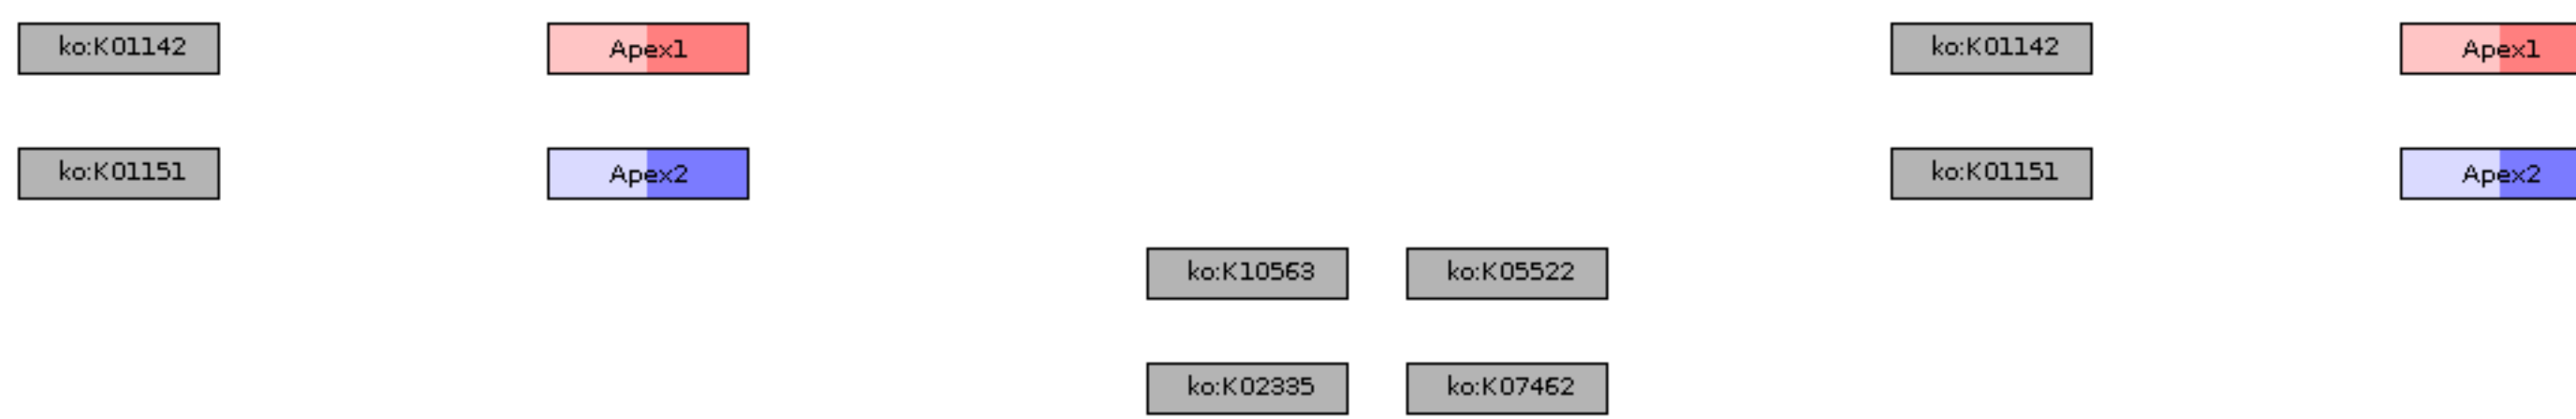 ko:K01142 Apex1 ko:K01142 Apex1
ko:K01151 Apex2 ko:K01151 Apex2
ko:K10563 ko:K05522
ko:K02335 ko:K07462